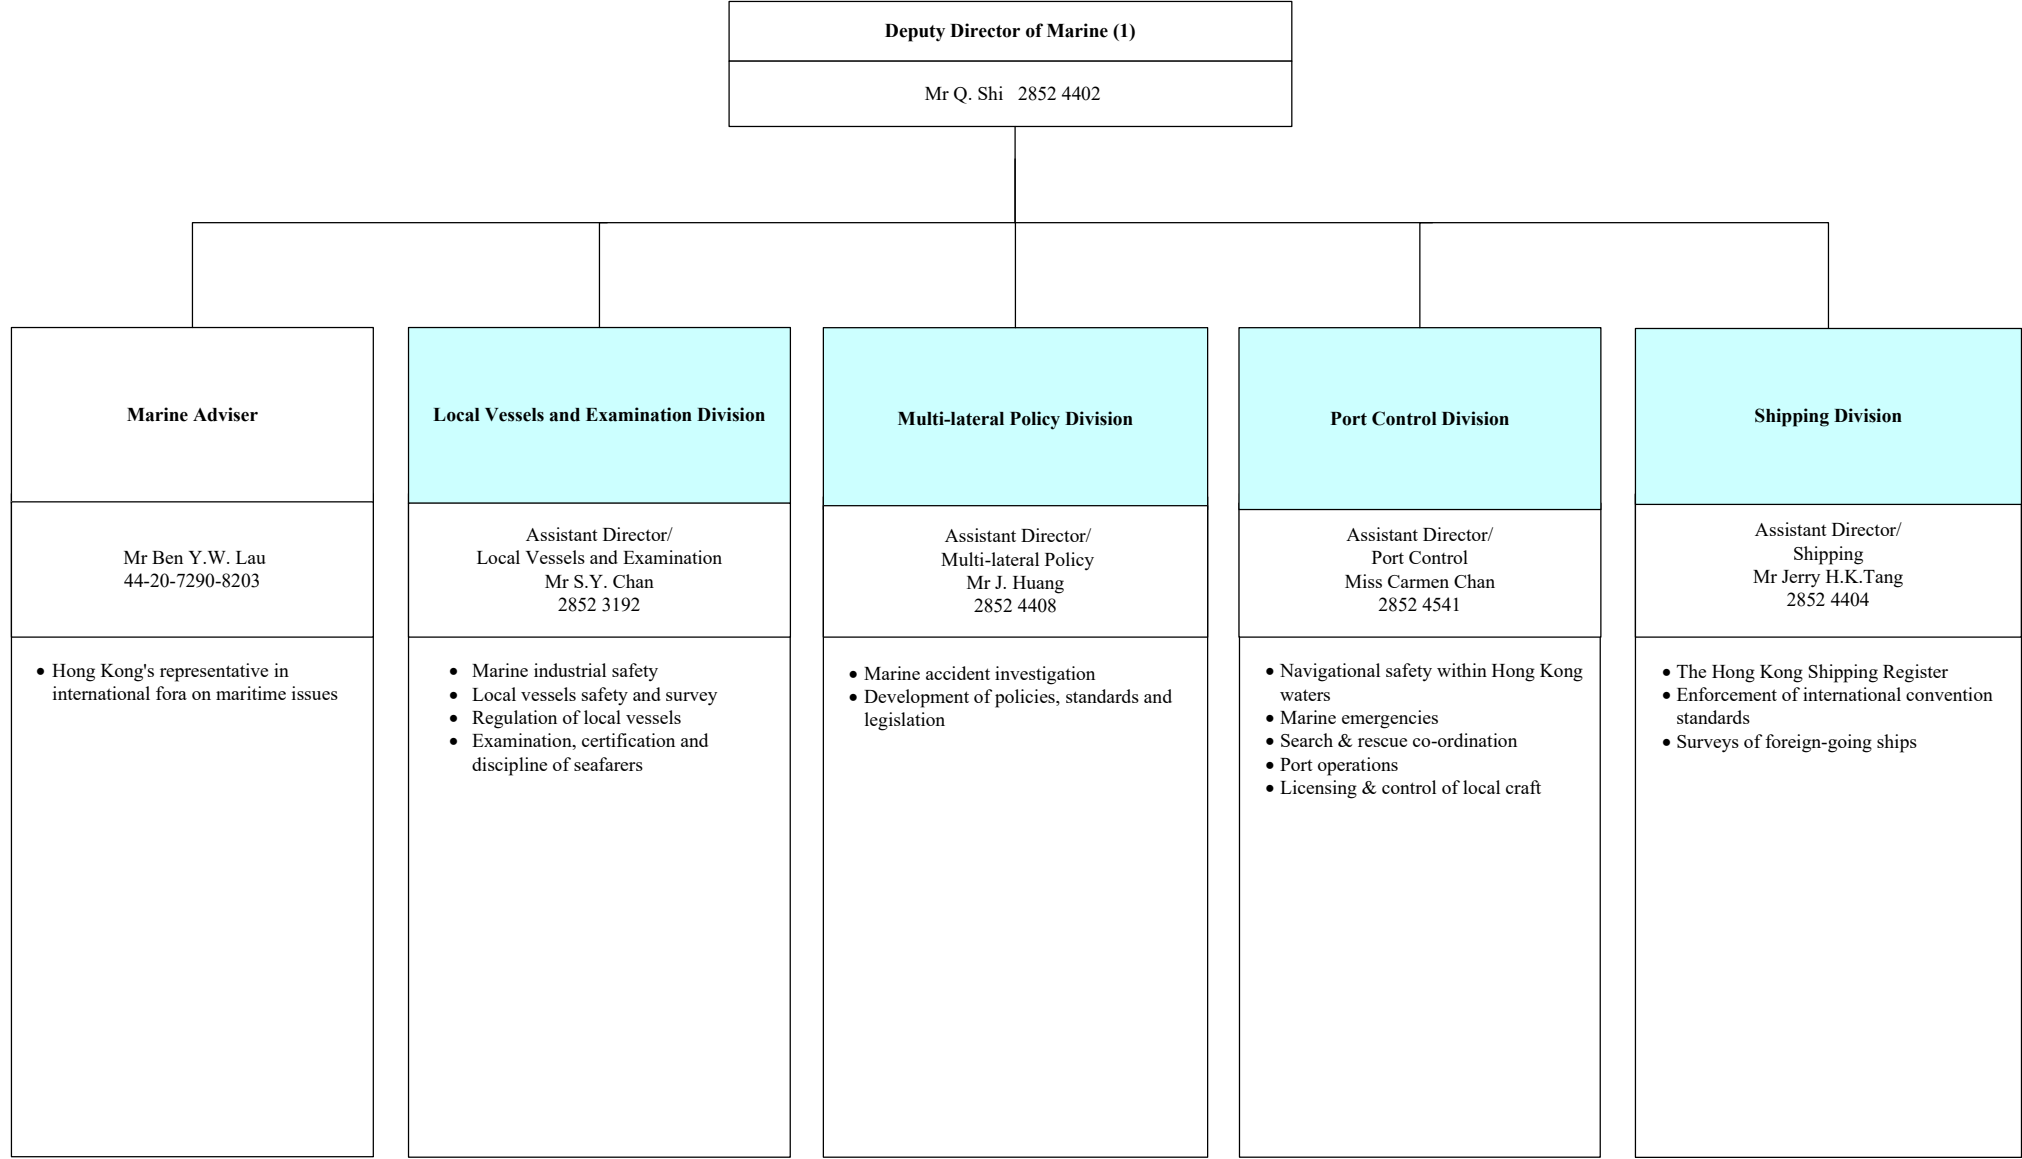 Deputy Director of Marine (1)
Mr Q. Shi 2852 4402
Marine Adviser
Mr Ben Y.W. Lau
44-20-7290-8203
• Hong Kong's representative in
international fora on maritime issues
Local Vessels and Examination Division
Assistant Director/
Local Vessels and Examination
Mr S.Y. Chan
2852 3192
• Marine industrial safety
• Local vessels safety and survey
• Regulation of local vessels
• Examination, certification and
discipline of seafarers
Multi-lateral Policy Division
Assistant Director/
Multi-lateral Policy
Mr J. Huang
2852 4408
• Marine accident investigation
• Development of policies, standards and
legislation
Port Control Division
Assistant Director/
Port Control
Miss Carmen Chan
2852 4541
• Navigational safety within Hong Kong
waters
• Marine emergencies
• Search & rescue co-ordination
• Port operations
• Licensing & control of local craft
Shipping Division
Assistant Director/
Shipping
Mr Jerry H.K.Tang
2852 4404
• The Hong Kong Shipping Register
• Enforcement of international convention
standards
• Surveys of foreign-going ships